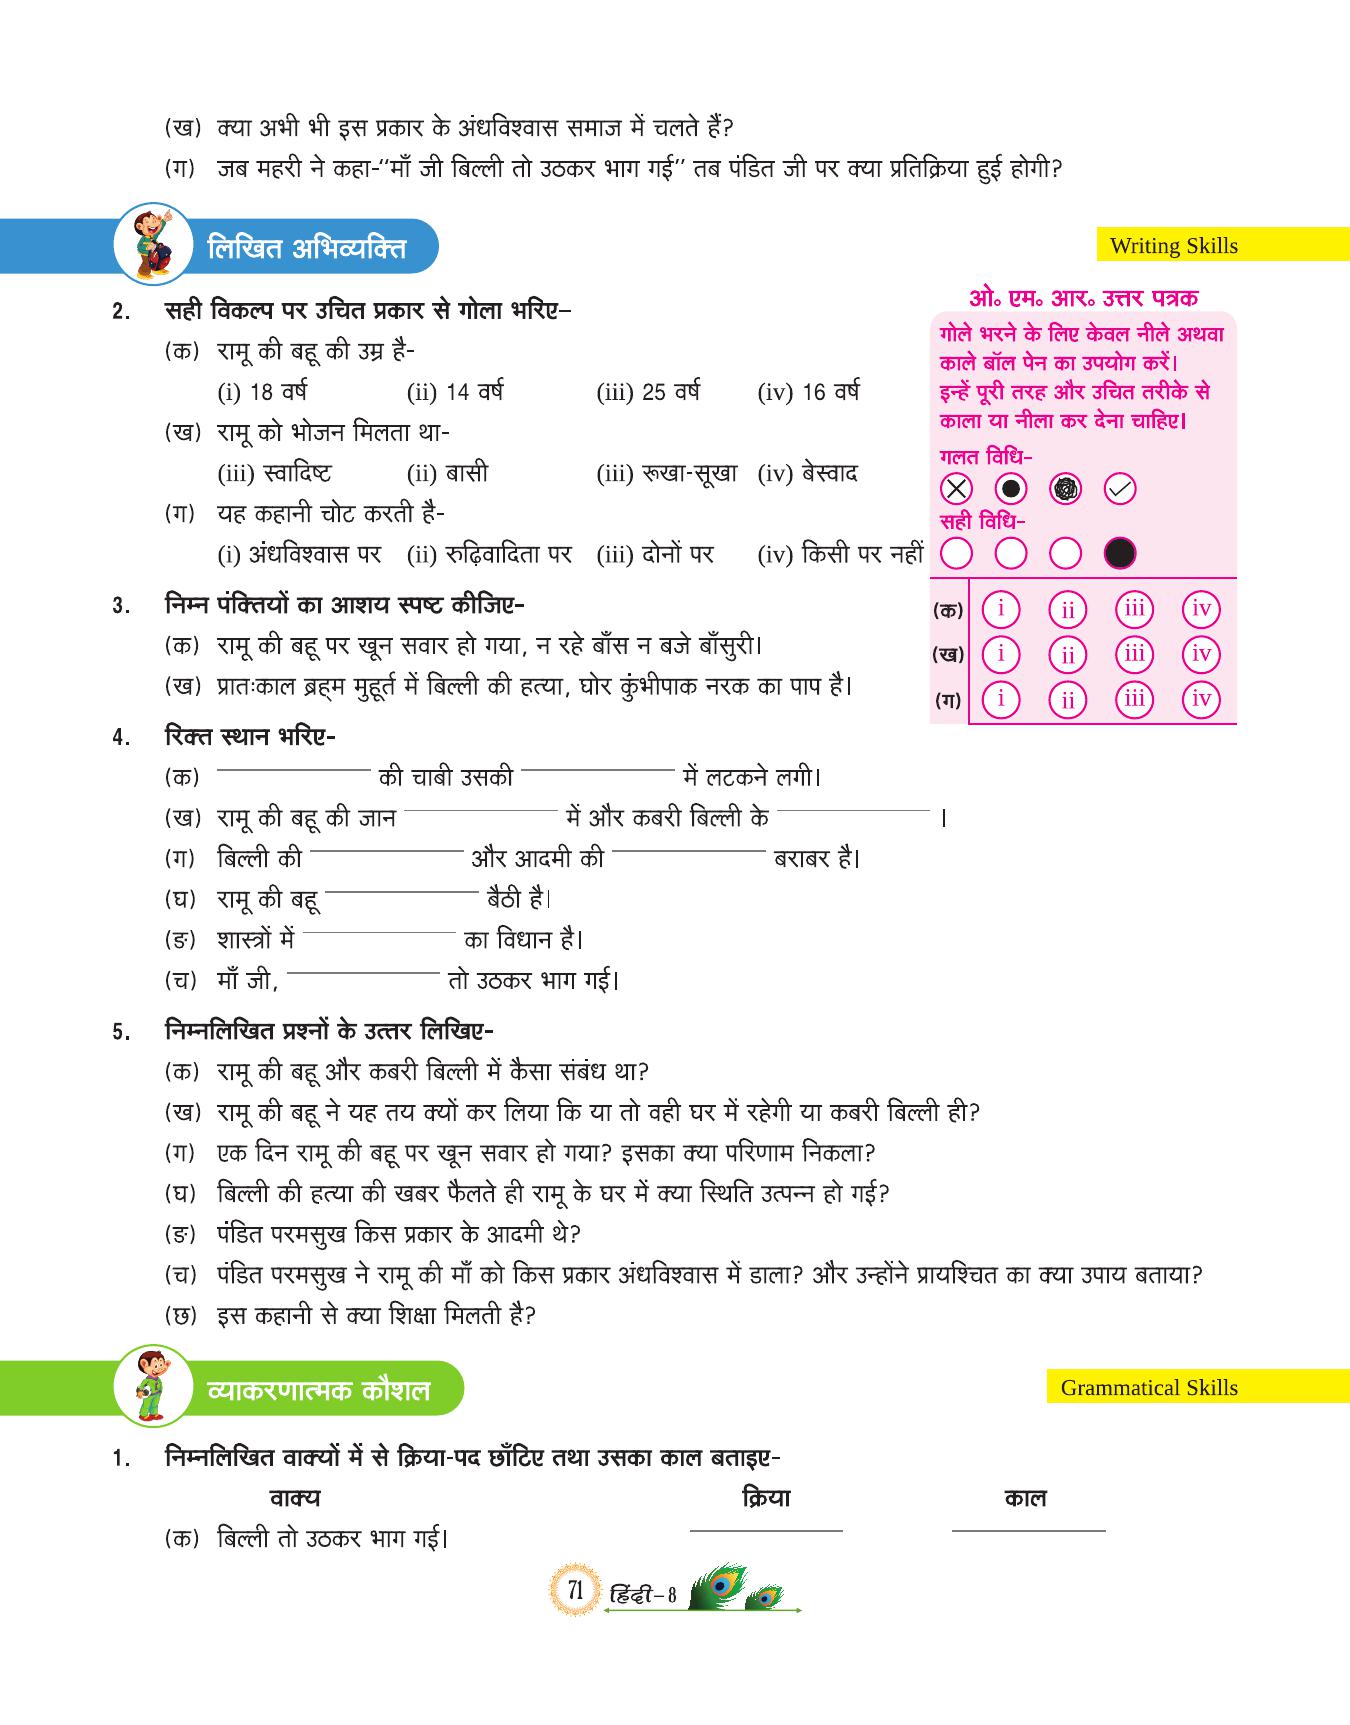 (ख) क्या अभी भी इस प्रकार के अंधविश्वास समाज में चलते हैं?
(ग) जब महरी ने कहा-‘‘माँ जी बिल्ली तो उठकर भाग गई’’ तब पंडित जी पर क्या प्रतिक्रिया हुई होगी?
लिखित अभिव्यक्ति
Writing Skills
2. सही विकल्प पर उचित प्रकार से गोला भरिए–
(क) रामू की बहू की उम्र है-
(i) 18 वर्ष (ii) 14 वर्ष (iii) 25 वर्ष (iv) 16 वर्ष
(ख) रामू को भोजन मिलता था-
(iii) स्वादिष्ट (ii) बासी (iii) रूखा-सूखा (iv) बेस्वाद
(ग) यह कहानी चोट करती है-
(i) अंधविश्वास पर (ii) रुढ़िवादिता पर (iii) दोनों पर (iv) किसी पर नहीं
ओ॰ एम॰ आर॰ उत्तर पत्रक
गोले भरने के लिए केवल नीले अथवा
काले बॉल पेन का उपयोग करें।
इन्हें पूरी तरह और उचित तरीके से
काला या नीला कर देना चाहिए।
गलत विधि–
सही विधि–
(क) i ii iii iv
(ख) i ii iii iv
(ग) i ii iii iv
3. निम्न पंक्तियों का आशय स्पष्ट कीजिए-
(क) रामू की बहू पर खून सवार हो गया, न रहे बाँस न बजे बाँसुरी।
(ख) प्रातःकाल ब्रह्म मुहूर्त में बिल्ली की हत्या, घोर कुंभीपाक नरक का पाप है।
4. रिक्त स्थान भरिए-
(क) ____________ की चाबी उसकी ____________ में लटकने लगी।
(ख) रामू की बहू की जान ____________ में और कबरी बिल्ली के ____________ ।
(ग) बिल्ली की ____________ और आदमी की ____________ बराबर है।
(घ) रामू की बहू ____________ बैठी है।
(ङ) शास्त्रों में ____________ का विधान है।
(च) माँ जी, ____________ तो उठकर भाग गई।
5. निम्नलिखित प्रश्नों के उत्तर लिखिए-
(क) रामू की बहू और कबरी बिल्ली में कैसा संबंध था?
(ख) रामू की बहू ने यह तय क्यों कर लिया कि या तो वही घर में रहेगी या कबरी बिल्ली ही?
(ग) एक दिन रामू की बहू पर खून सवार हो गया? इसका क्या परिणाम निकला?
(घ) बिल्ली की हत्या की खबर फैलते ही रामू के घर में क्या स्थिति उत्पन्न हो गई?
(ङ) पंडित परमसुख किस प्रकार के आदमी थे?
(च) पंडित परमसुख ने रामू की माँ को किस प्रकार अंधविश्वास में डाला? और उन्होंने प्रायश्चित का क्या उपाय बताया?
(छ) इस कहानी से क्या शिक्षा मिलती है?
व्याकरणात्मक कौशल
Grammatical Skills
1. निम्नलिखित वाक्यों में से क्रिया-पद छाँटिए तथा उसका काल बताइए-
वाक्य क्रिया काल
(क) बिल्ली तो उठकर भाग गई। ____________ ____________
71 हिंदी–8